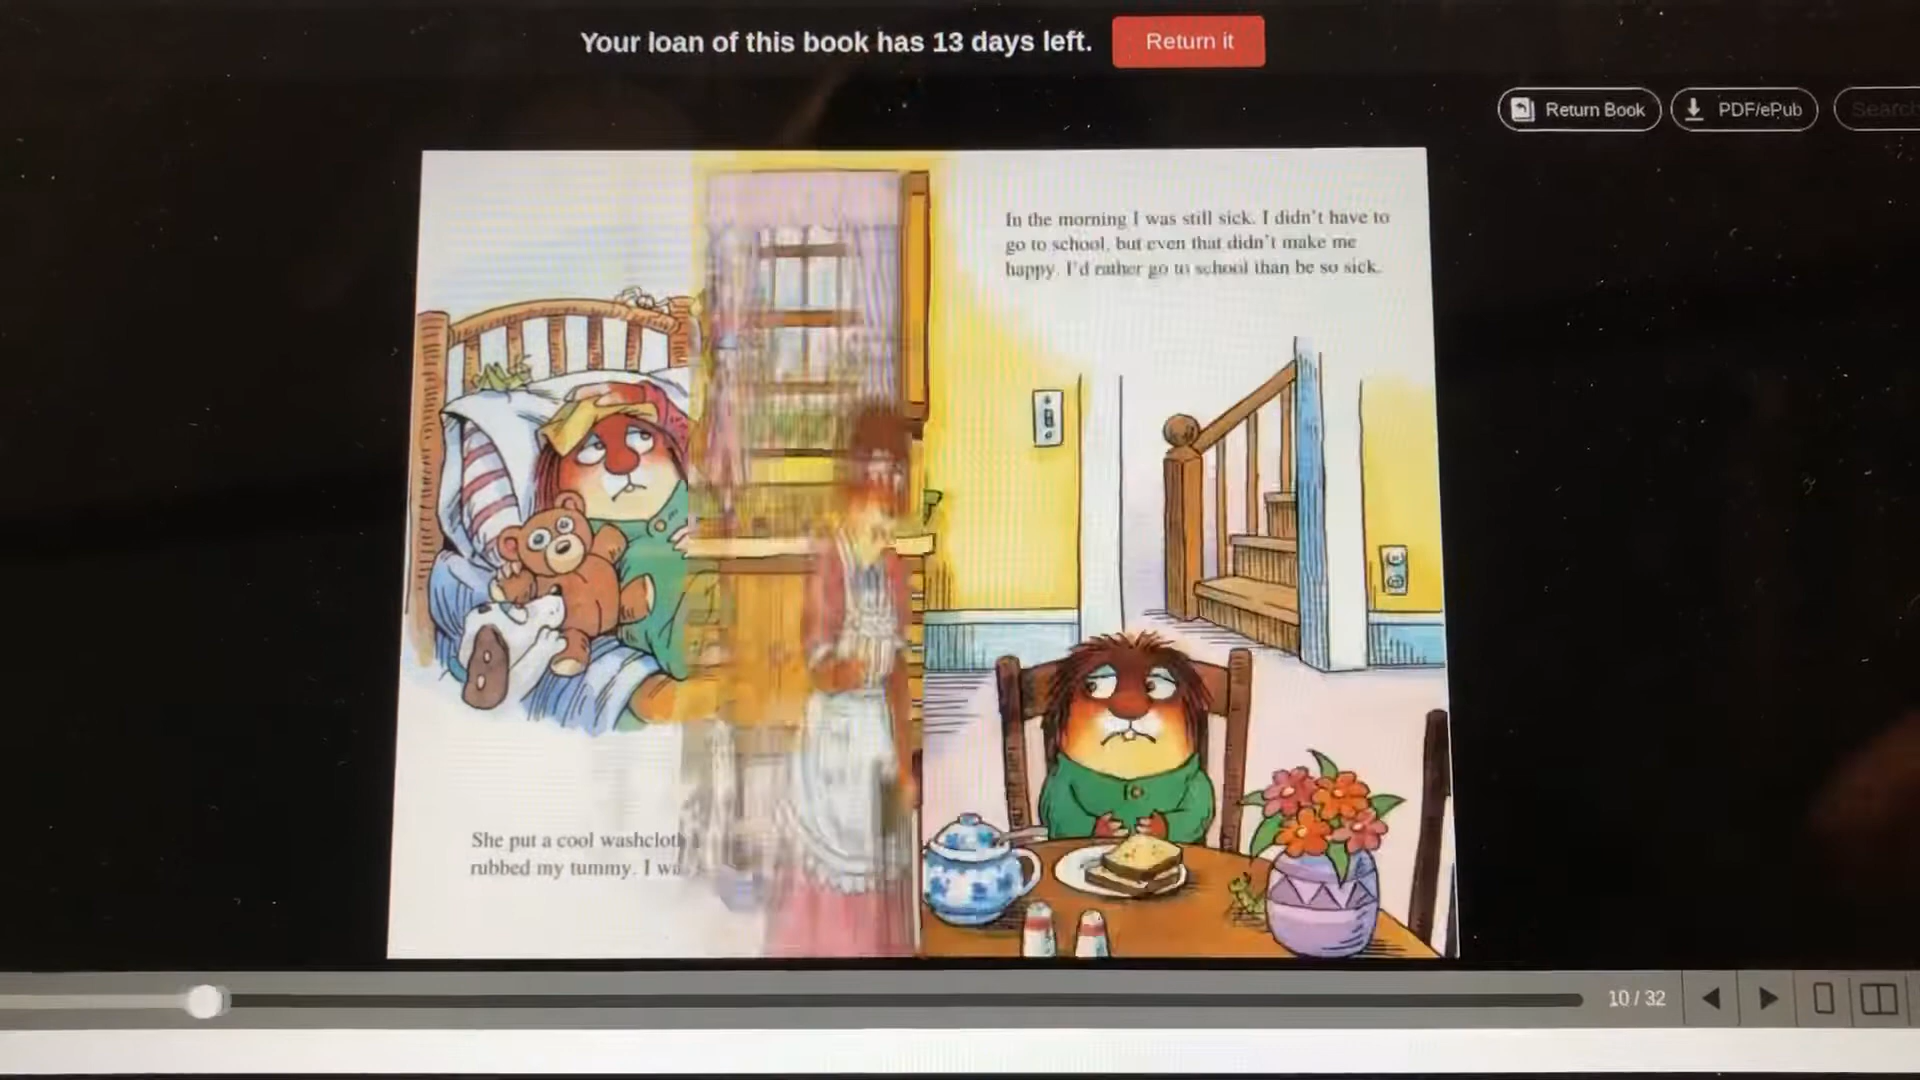 Your loan of this book has 13 days left.
Return it
Return Book
PDF/ePub
Search
In the morning I was still sick. I didn't have to
go to school, but even that didn't make me
happy. I'd rather go to school than be so sick.
She put a cool washcloth
rubbed my tummy. I
10 / 32